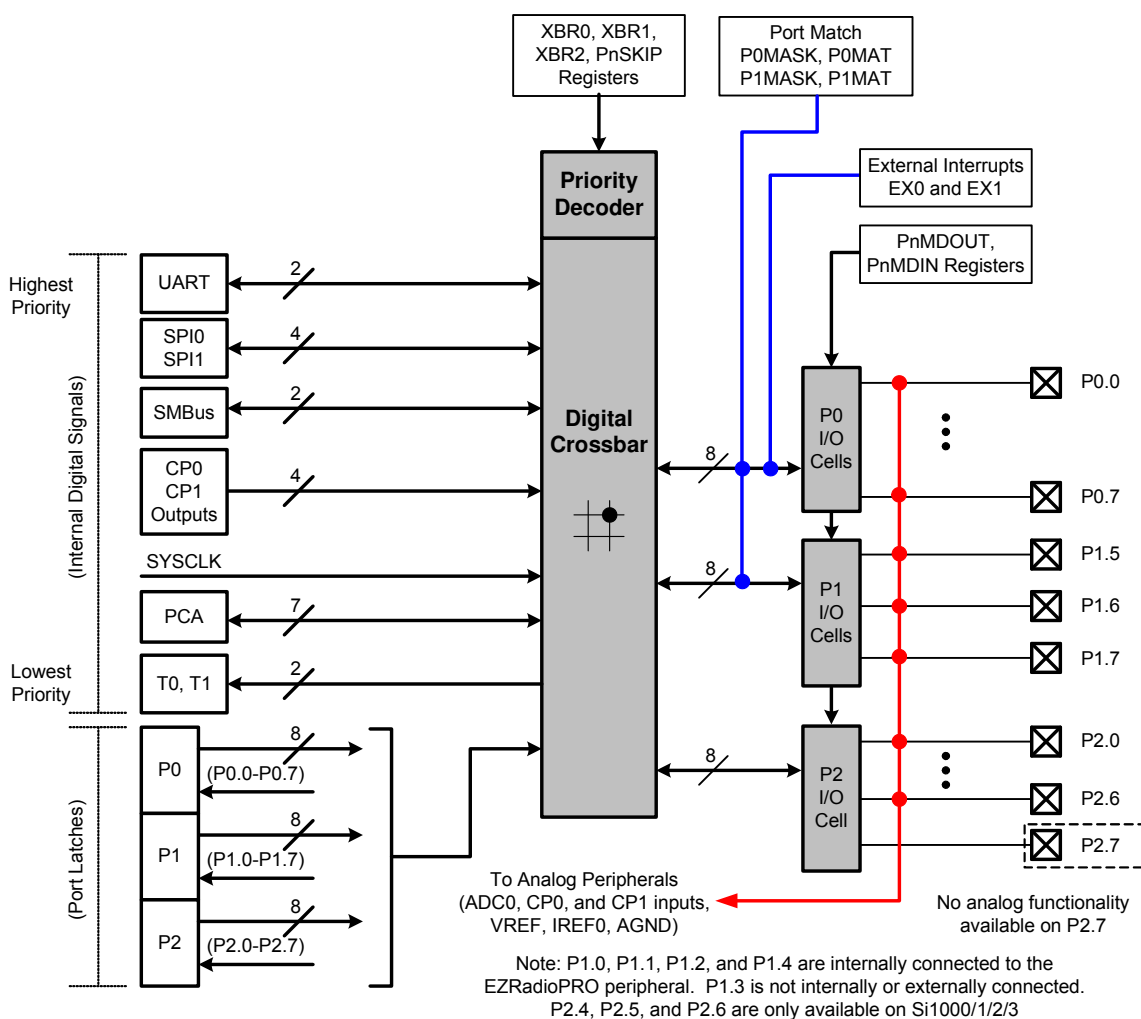 XBR0, XBR1,
XBR2, PnSKIP
Registers
Port Match
P0MASK, P0MAT
P1MASK, P1MAT
External Interrupts
EX0 and EX1
Priority
Decoder
PnMDOUT,
PnMDIN Registers
Highest
Priority
(Internal Digital Signals)
Lowest
Priority
UART
2
SPI0
SPI1
4
SMBus
2
CP0
CP1
Outputs
4
SYSCLK
PCA
7
T0, T1
2
Digital
Crossbar
8
8
8
P0
I/O
Cells
P1
I/O
Cells
P2
I/O
Cell
P0.0
P0.7
P1.5
P1.6
P1.7
P2.0
P2.6
P2.7
(Port Latches)
P0
8
(P0.0-P0.7)
P1
8
(P1.0-P1.7)
P2
8
(P2.0-P2.7)
To Analog Peripherals
(ADC0, CP0, and CP1 inputs,
VREF, IREF0, AGND)
No analog functionality
available on P2.7
Note: P1.0, P1.1, P1.2, and P1.4 are internally connected to the
EZRadioPRO peripheral. P1.3 is not internally or externally connected.
P2.4, P2.5, and P2.6 are only available on Si1000/1/2/3